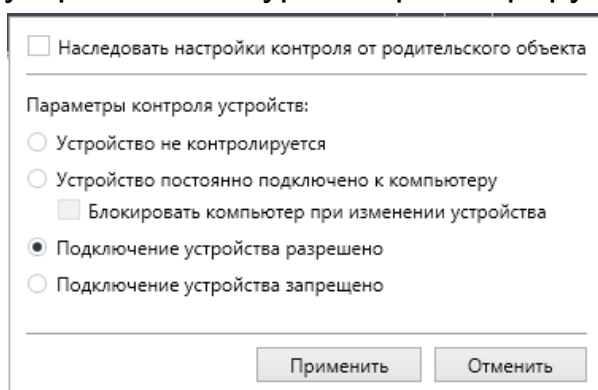 Наследовать настройки контроля от родительского объекта
Параметры контроля устройств:
Устройство не контролируется
Устройство постоянно подключено к компьютеру
Блокировать компьютер при изменении устройства
Подключение устройства разрешено
Подключение устройства запрещено
Применить Отменить